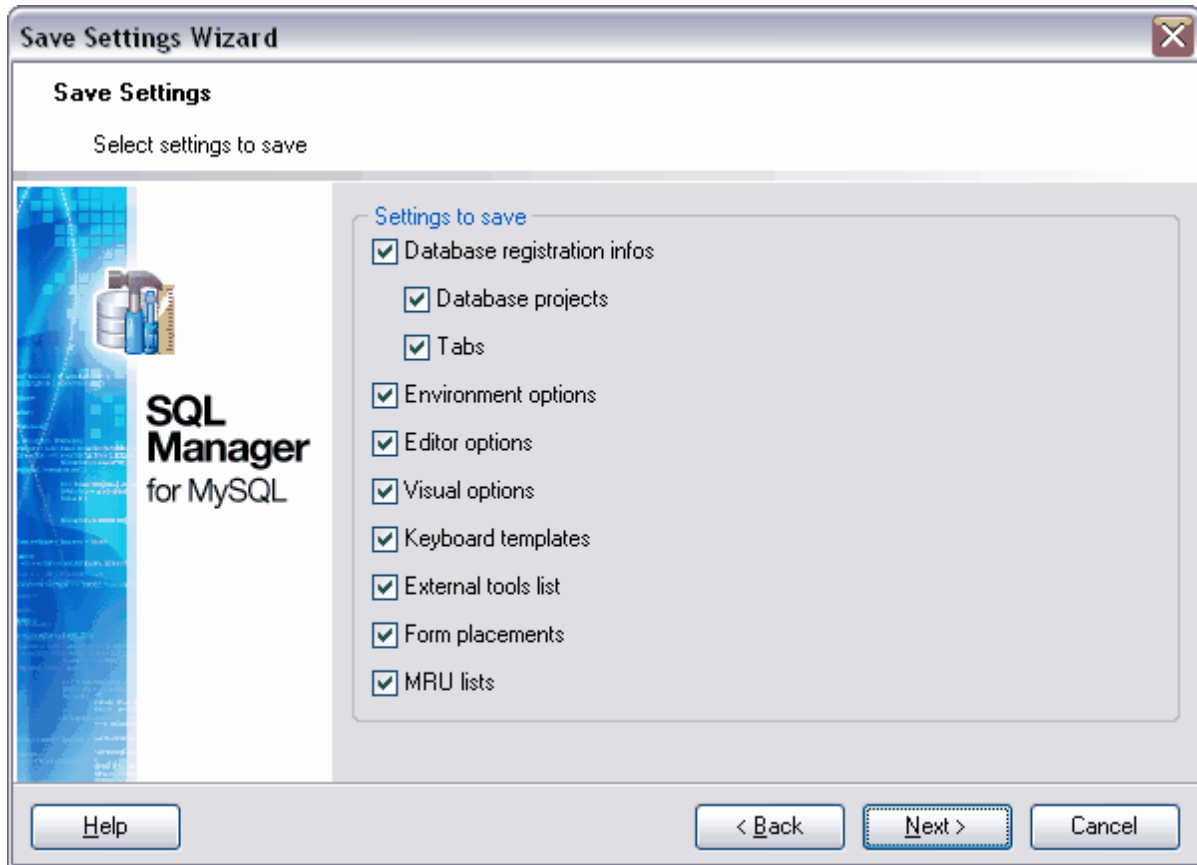 Save Settings Wizard
Save Settings
Select settings to save
SQL
Manager
for MySQL
Settings to save
Database registration infos
Database projects
Tabs
Environment options
Editor options
Visual options
Keyboard templates
External tools list
Form placements
MRU lists
Help
< Back
Next >
Cancel